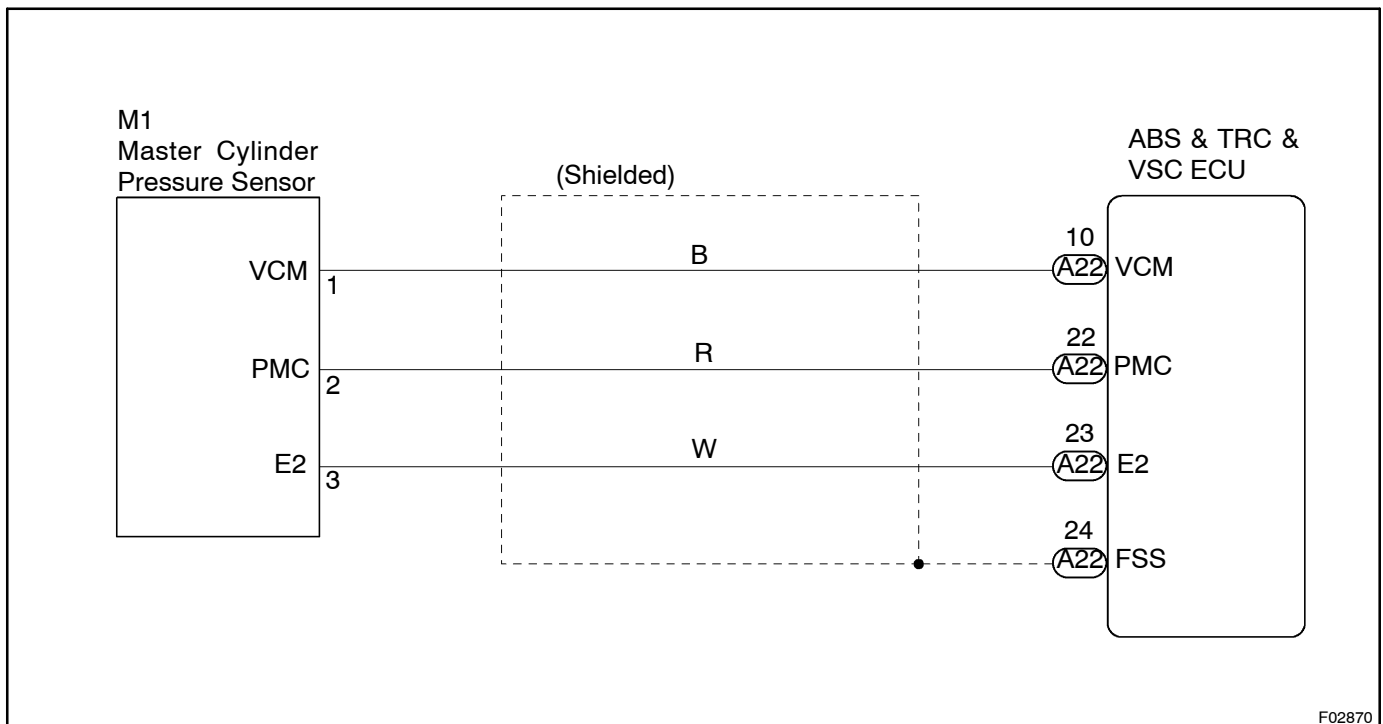 M1
Master Cylinder
Pressure Sensor
(Shielded)
ABS & TRC &
VSC ECU
VCM
1
B
10
A22
VCM
PMC
2
R
22
A22
PMC
E2
3
W
23
A22
E2
24
A22
FSS
F02870